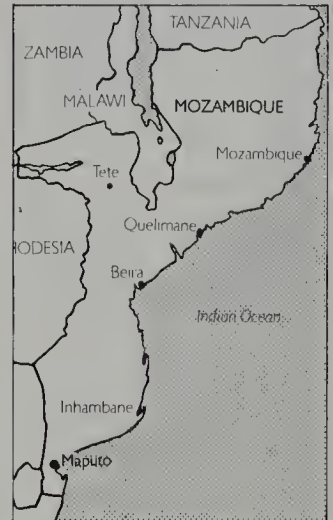 TANZANIA
ZAMBIA
MALAWI
MOZAMBIQUE
Mozambique
Tete
Quelimane
RODESIA
Beira
Indian Ocean
Inhambane
Maputo